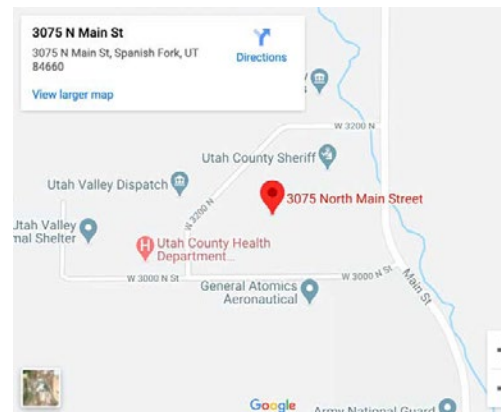 3075 N Main St
3075 N Main St, Spanish Fork, UT
84660
Directions
View larger map
W 3200 N
Utah County Sheriff
Utah Valley Dispatch
3075 North Main Street
W 3200 N
Utah Valley
mal Shelter
H
Utah County Health
Department...
W 3000 N St
W 3000 N St
Main St
General Atomics
Aeronautical
Google
Army National Guard